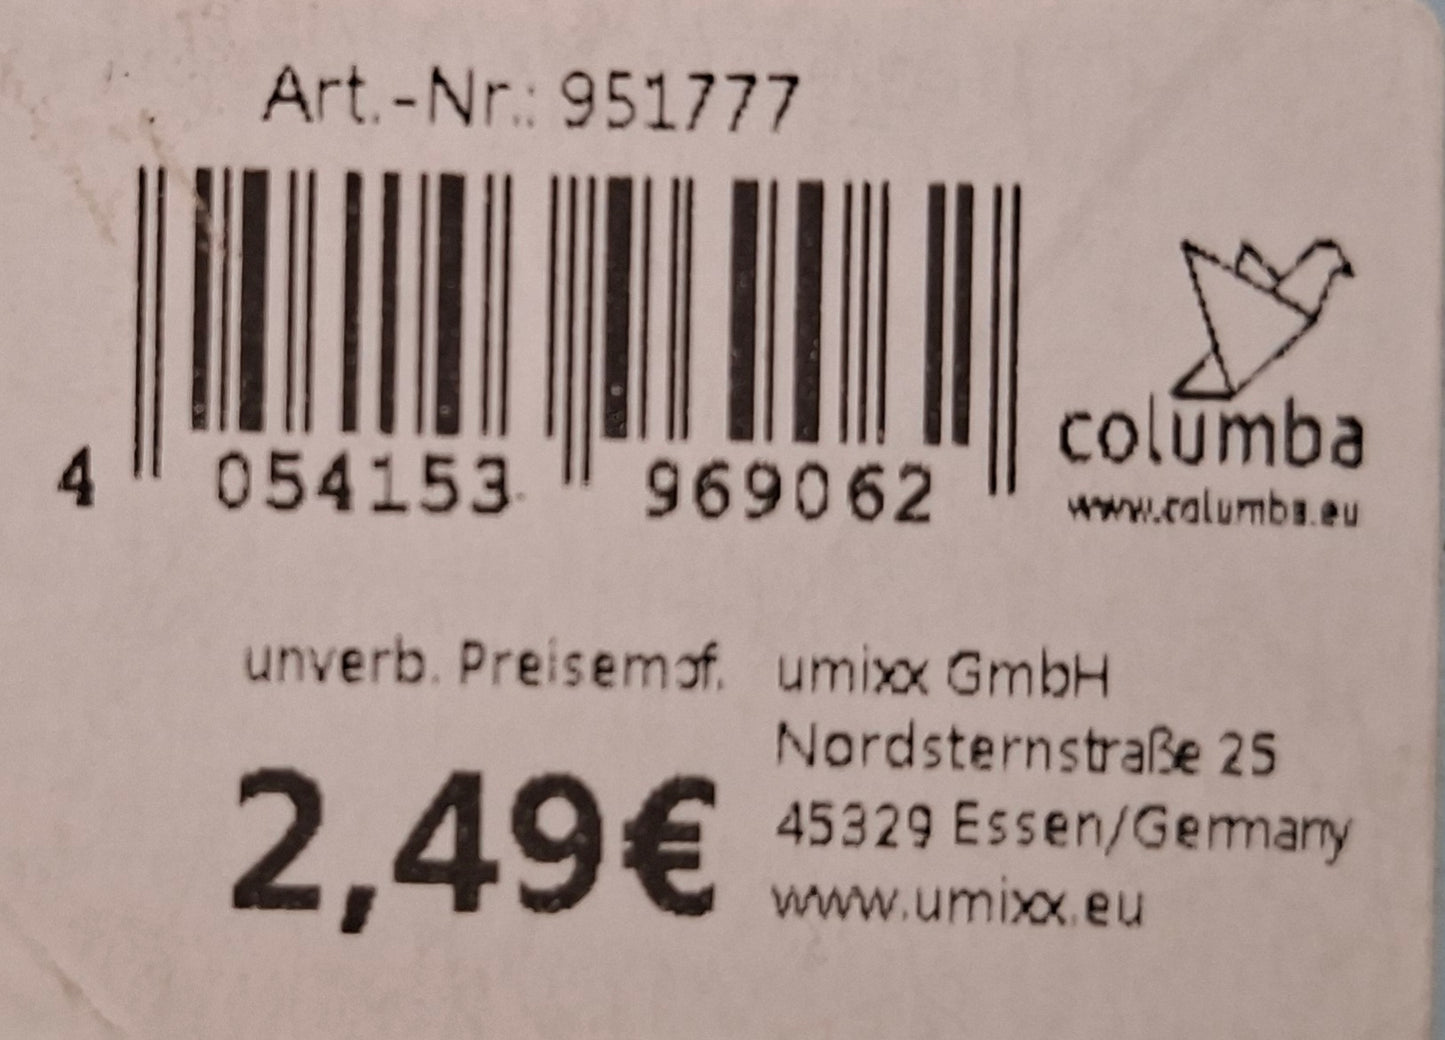 Art.-Nr.: 951777
4 054153 969062
columba
www.columba.eu
unverb. Preisempf.
2,49€
umixx GmbH
Nordsternstraße 25
45329 Essen/Germany
www.umixx.eu